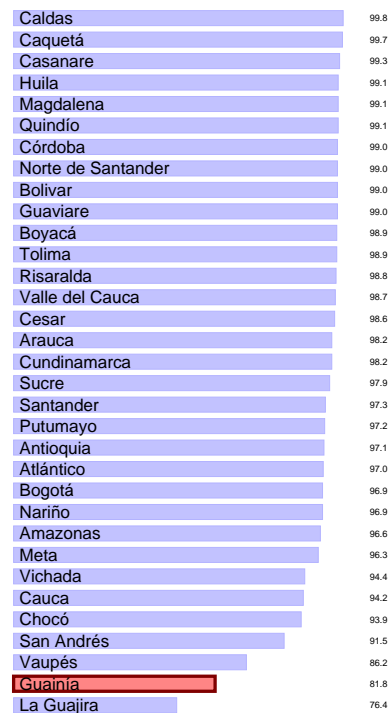 Caldas 99.8
Caquetá 99.7
Casanare 99.3
Huila 99.1
Magdalena 99.1
Quindío 99.1
Córdoba 99.0
Norte de Santander 99.0
Bolivar 99.0
Guaviare 99.0
Boyacá 98.9
Tolima 98.9
Risaralda 98.8
Valle del Cauca 98.7
Cesar 98.6
Arauca 98.2
Cundinamarca 98.2
Sucre 97.9
Santander 97.3
Putumayo 97.2
Antioquia 97.1
Atlántico 97.0
Bogotá 96.9
Nariño 96.9
Amazonas 96.6
Meta 96.3
Vichada 94.4
Cauca 94.2
Chocó 93.9
San Andrés 91.5
Vaupés 86.2
Guainía 81.8
La Guajira 76.4